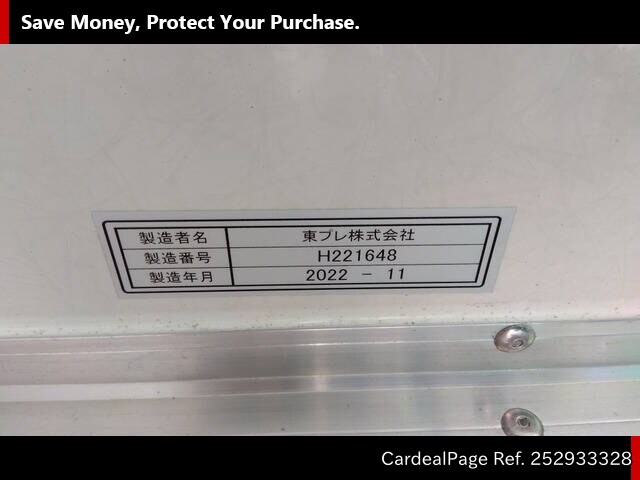 Save Money, Protect Your Purchase.
製造者名 東プレ株式会社
製造番号 H221648
製造年月 2022 - 11
CardealPage Ref. 252933328